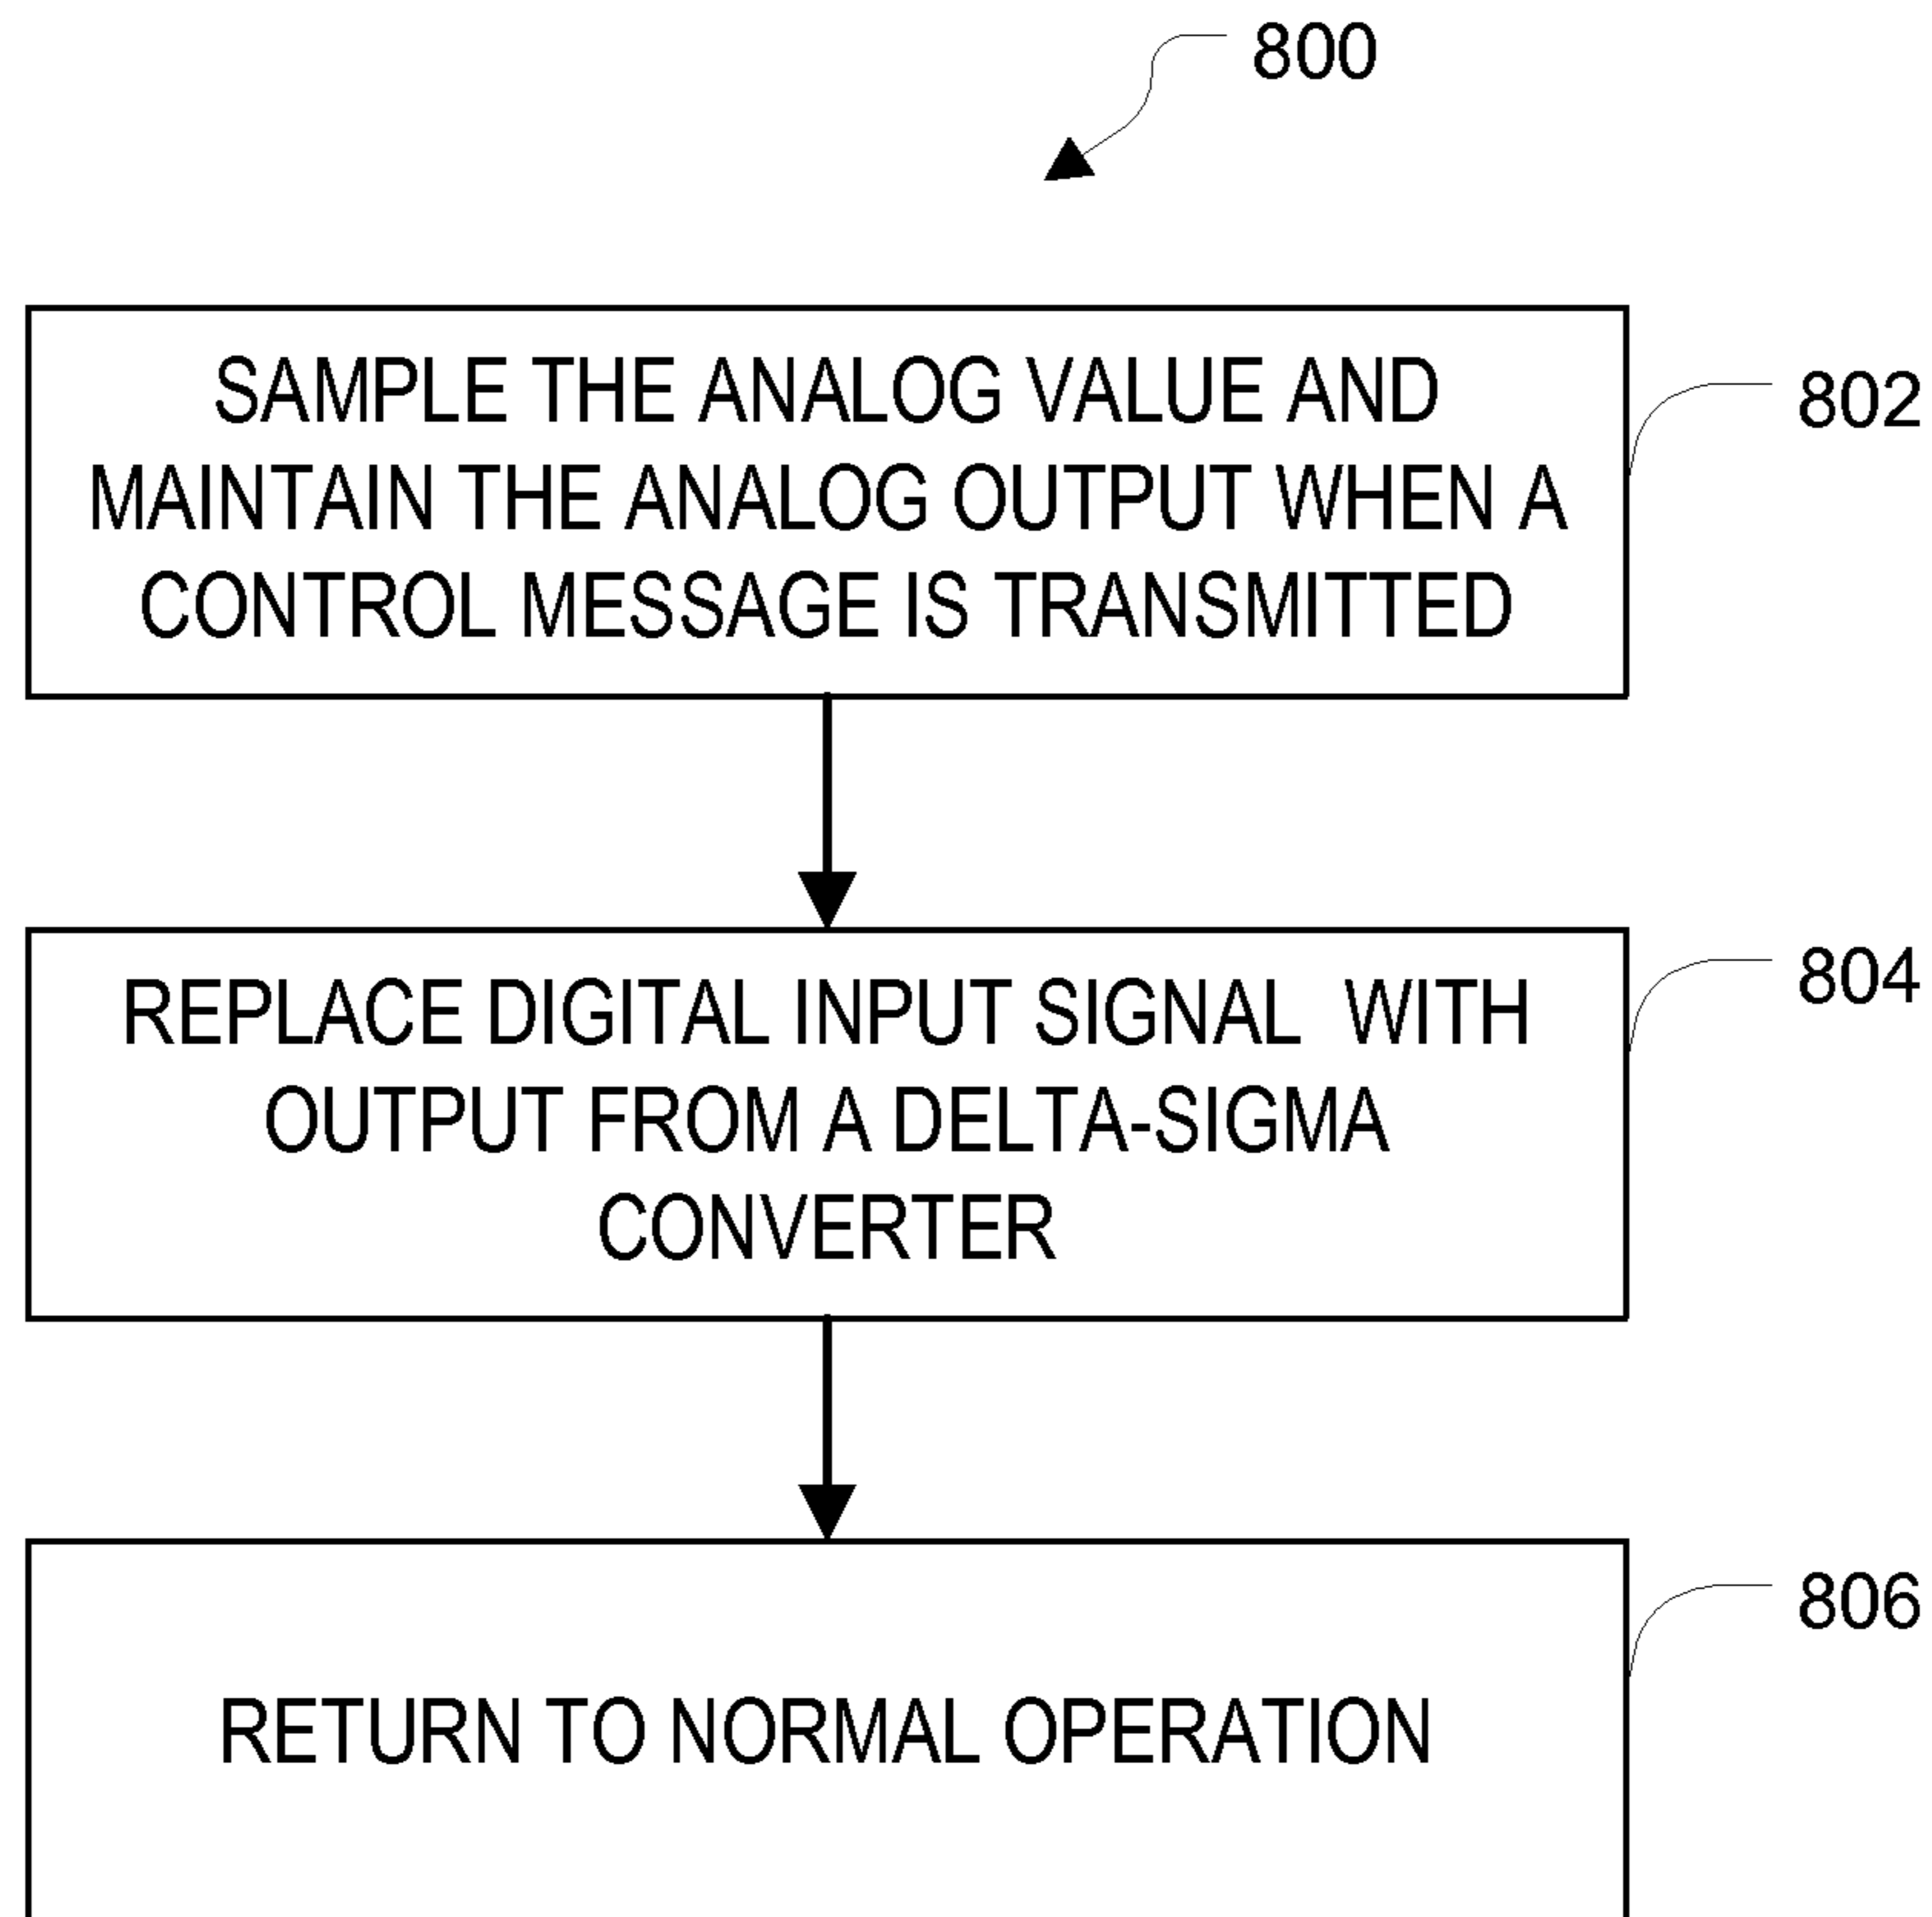 800
SAMPLE THE ANALOG VALUE AND
MAINTAIN THE ANALOG OUTPUT WHEN A
CONTROL MESSAGE IS TRANSMITTED
802
REPLACE DIGITAL INPUT SIGNAL WITH
OUTPUT FROM A DELTA-SIGMA
CONVERTER
804
RETURN TO NORMAL OPERATION
806